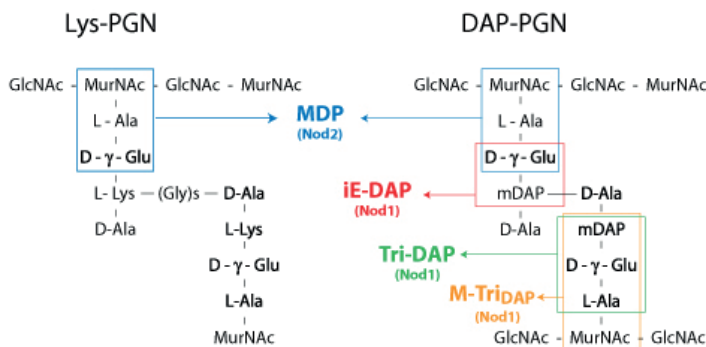 Lys-PGN DAP-PGN
GlcNAc - MurNAc - GlcNAc - MurNAc GlcNAc - MurNAc - GlcNAc - MurNAc
L - Ala MDP L - Ala
(Nod2)
D - γ - Glu D - γ - Glu
L - Lys — (Gly)s — D-Ala iE-DAP mDAP — D-Ala
(Nod1)
D-Ala L-Lys D-Ala mDAP
Tri-DAP
(Nod1)
D - γ - Glu D - γ - Glu
M-TriDAP
(Nod1)
L-Ala L-Ala
MurNAc GlcNAc - MurNAc - GlcNAc